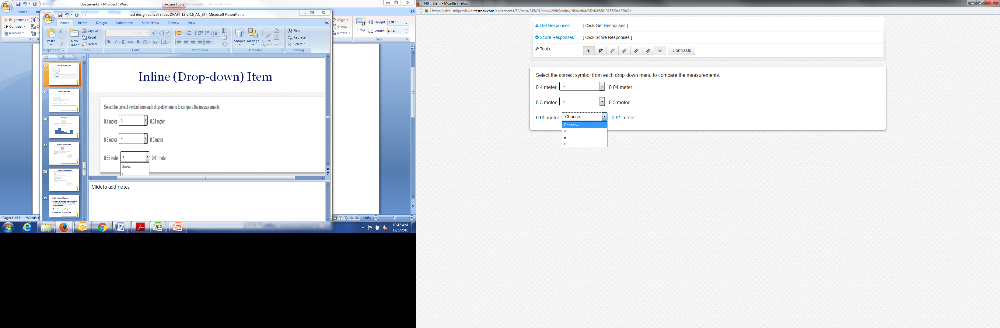 Document3 - Microsoft Word
Picture Tools
Home
Brightness
Contrast
Recolor
Adjust
Align
Group
Rotate
Crop
Height: 2.01"
Width: 6.14"
Size
test design concall slides DRAFT 12-2-16_AC_SJ - Microsoft PowerPoint
Home Insert Design Animations Slide Show Review View
Paste
Clipboard
New Slide
Layout
Reset
Delete
Slides
28
B I U abc S AV Aa A
Font
Paragraph
Shapes Arrange Quick Styles
Drawing
Find
Replace
Select
Editing
34
35
36
37
38
39
Math Matrix Design
Inline (Drop-down) Item
Select the correct symbol from each drop-down menu to compare the measurements.
0.4 meter > 0.04 meter
0.3 meter < 0.5 meter
0.65 meter > 0.61 meter
Choose...
<
Click to add notes
Page: 1 of 1
Words:
140%
10:42 AM
12/5/2016
TN8 ::: Item - Mozilla Firefox
https://abbi-tn8previewer.testnav.com/api/tenants/72/item/245491/showWithScoring/d6bedbde3f2d416881975520ae33042c
Get Responses: [ Click Get Responses ]
Score Responses: [ Click Score Responses ]
Tools:
Contrasts
Select the correct symbol from each drop-down menu to compare the measurements.
0.4 meter > 0.04 meter
0.3 meter < 0.5 meter
0.65 meter Choose... 0.61 meter
Choose...
<
=
>